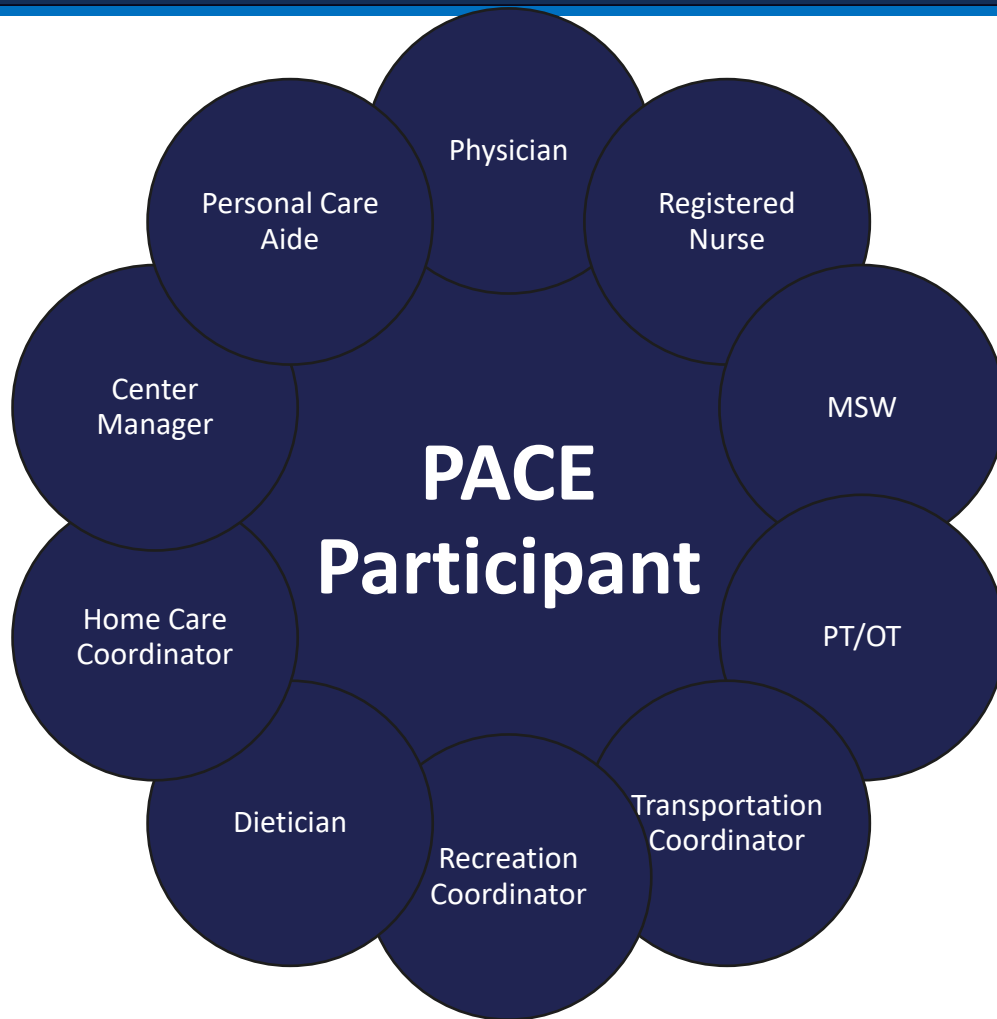 Physician
Registered
Nurse
MSW
PT/OT
Transportation
Coordinator
Recreation
Coordinator
Dietician
Home Care
Coordinator
Center
Manager
Personal Care
Aide
PACE
Participant